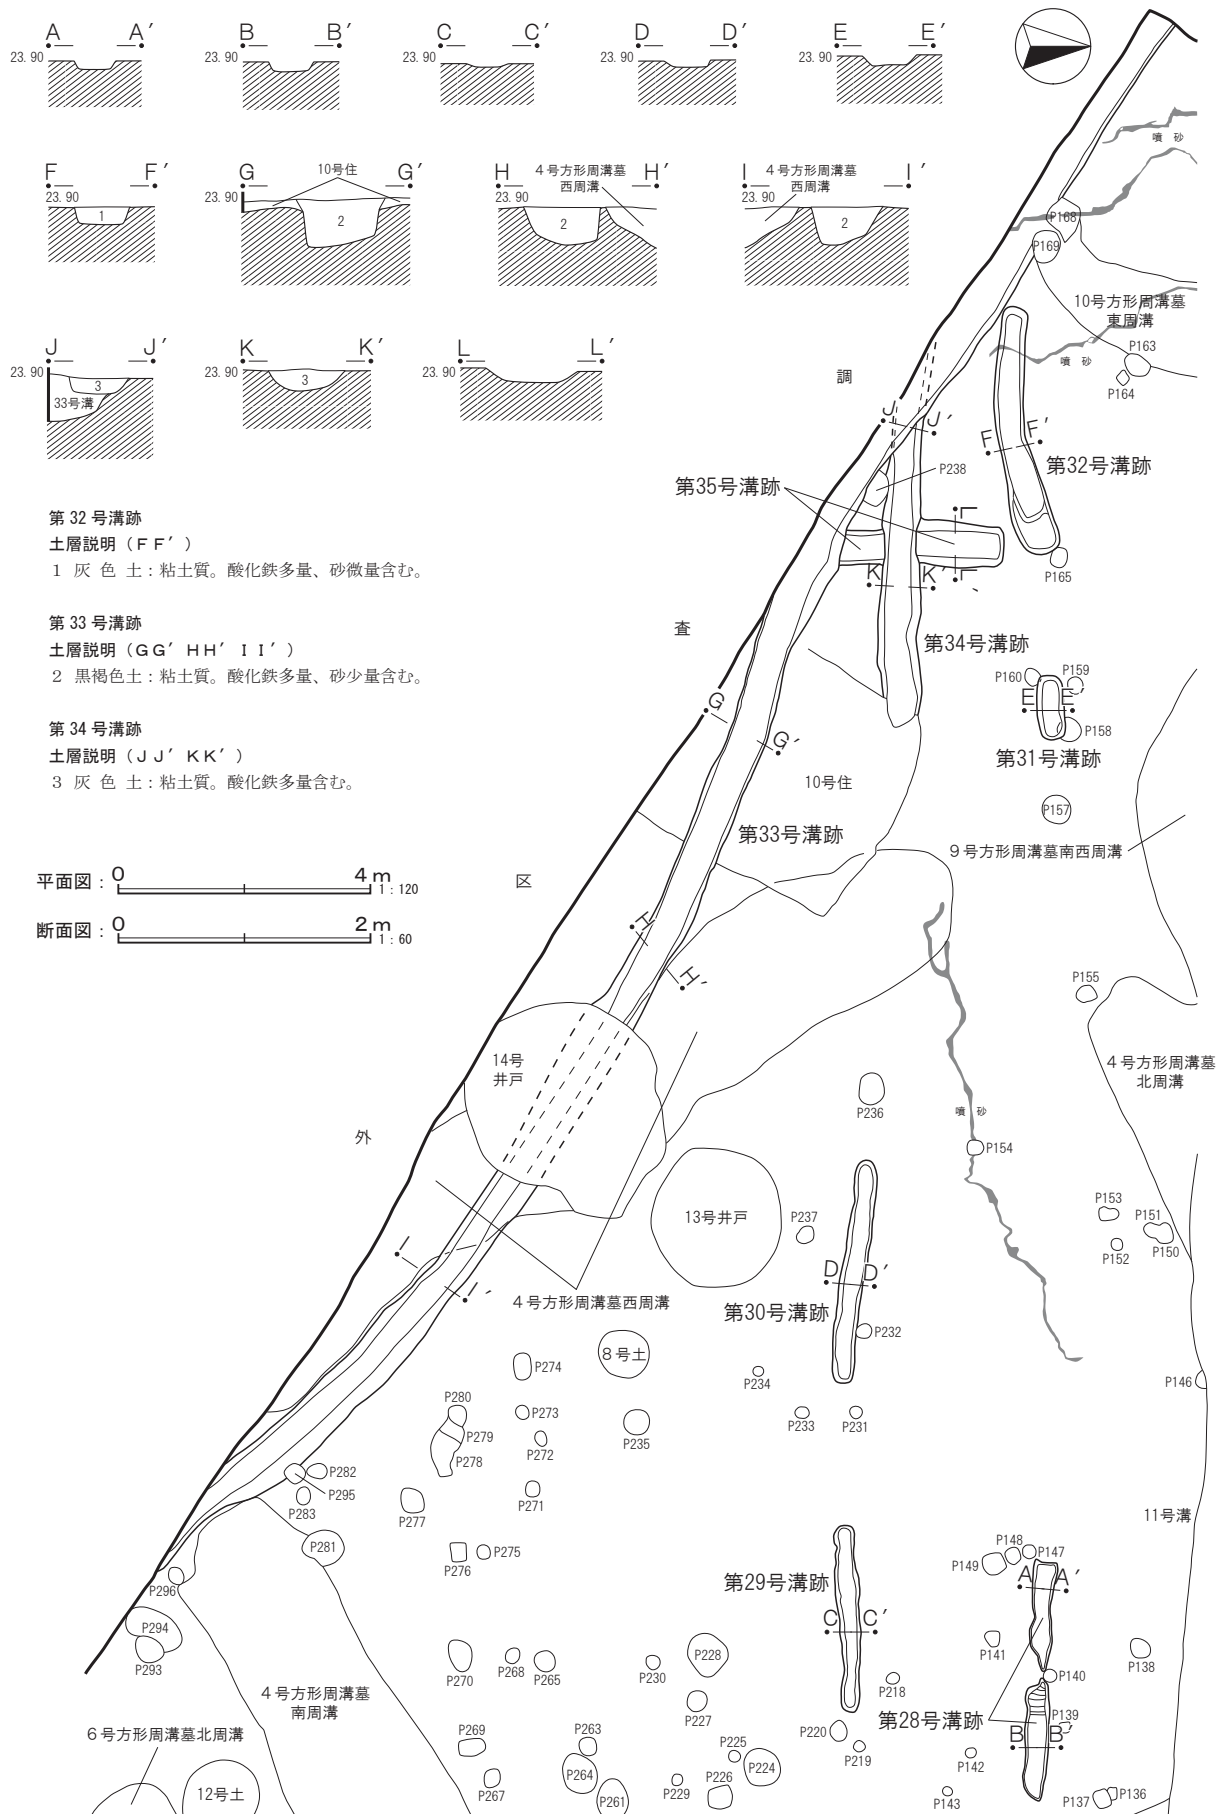 A A′ B B′ C C′ D D′ E E′
23.90 23.90 23.90 23.90 23.90
F F′ G 10号住 G′ H 4号方形周溝墓 西周溝 H′ I 4号方形周溝墓 西周溝 I′
23.90 23.90 23.90 23.90
1 2 2 2
J J′ K K′ L L′
23.90 23.90 23.90
3 33号溝 3
第32号溝跡
土層説明（ＦＦ′）
1 灰 色 土：粘土質。酸化鉄多量、砂微量含む。
第33号溝跡
土層説明（ＧＧ′ＨＨ′ＩＩ′）
2 黒褐色土：粘土質。酸化鉄多量、砂少量含む。
第34号溝跡
土層説明（ＪＪ′ＫＫ′）
3 灰 色 土：粘土質。酸化鉄多量含む。
平面図： 0 4m 1：120
断面図： 0 2m 1：60
調
査
区
外
噴 砂
P168
P169
10号方形周溝墓
東周溝
噴 砂
P163
P164
J J′
F F′
第32号溝跡
P238
第35号溝跡
L L′
K K′
P165
第34号溝跡
P160 P159
E E′
P158
第31号溝跡
G G′
10号住
P157
第33号溝跡
9号方形周溝墓南西周溝
H H′
P155
14号
井戸
4号方形周溝墓
北周溝
P236
噴 砂
P154
13号井戸
P237
P153
P151
P152
P150
I I′
D D′
4号方形周溝墓西周溝
第30号溝跡
P232
8号土
P274
P234
P146
P280
P273
P279
P272
P235
P233
P231
P278
P282
P295
P283
P277
P271
11号溝
P281
P276
P275
P148
P147
P149
第29号溝跡
A A′
P296
P294
P293
C C′
P141
P138
P270
P268
P265
P230
P228
P140
P218
4号方形周溝墓
南周溝
P227
P220
第28号溝跡
P139
6号方形周溝墓北周溝
P269
P263
P225
P219
B B′
P142
12号土
P267
P264
P261
P229
P226
P224
P143
P137
P136